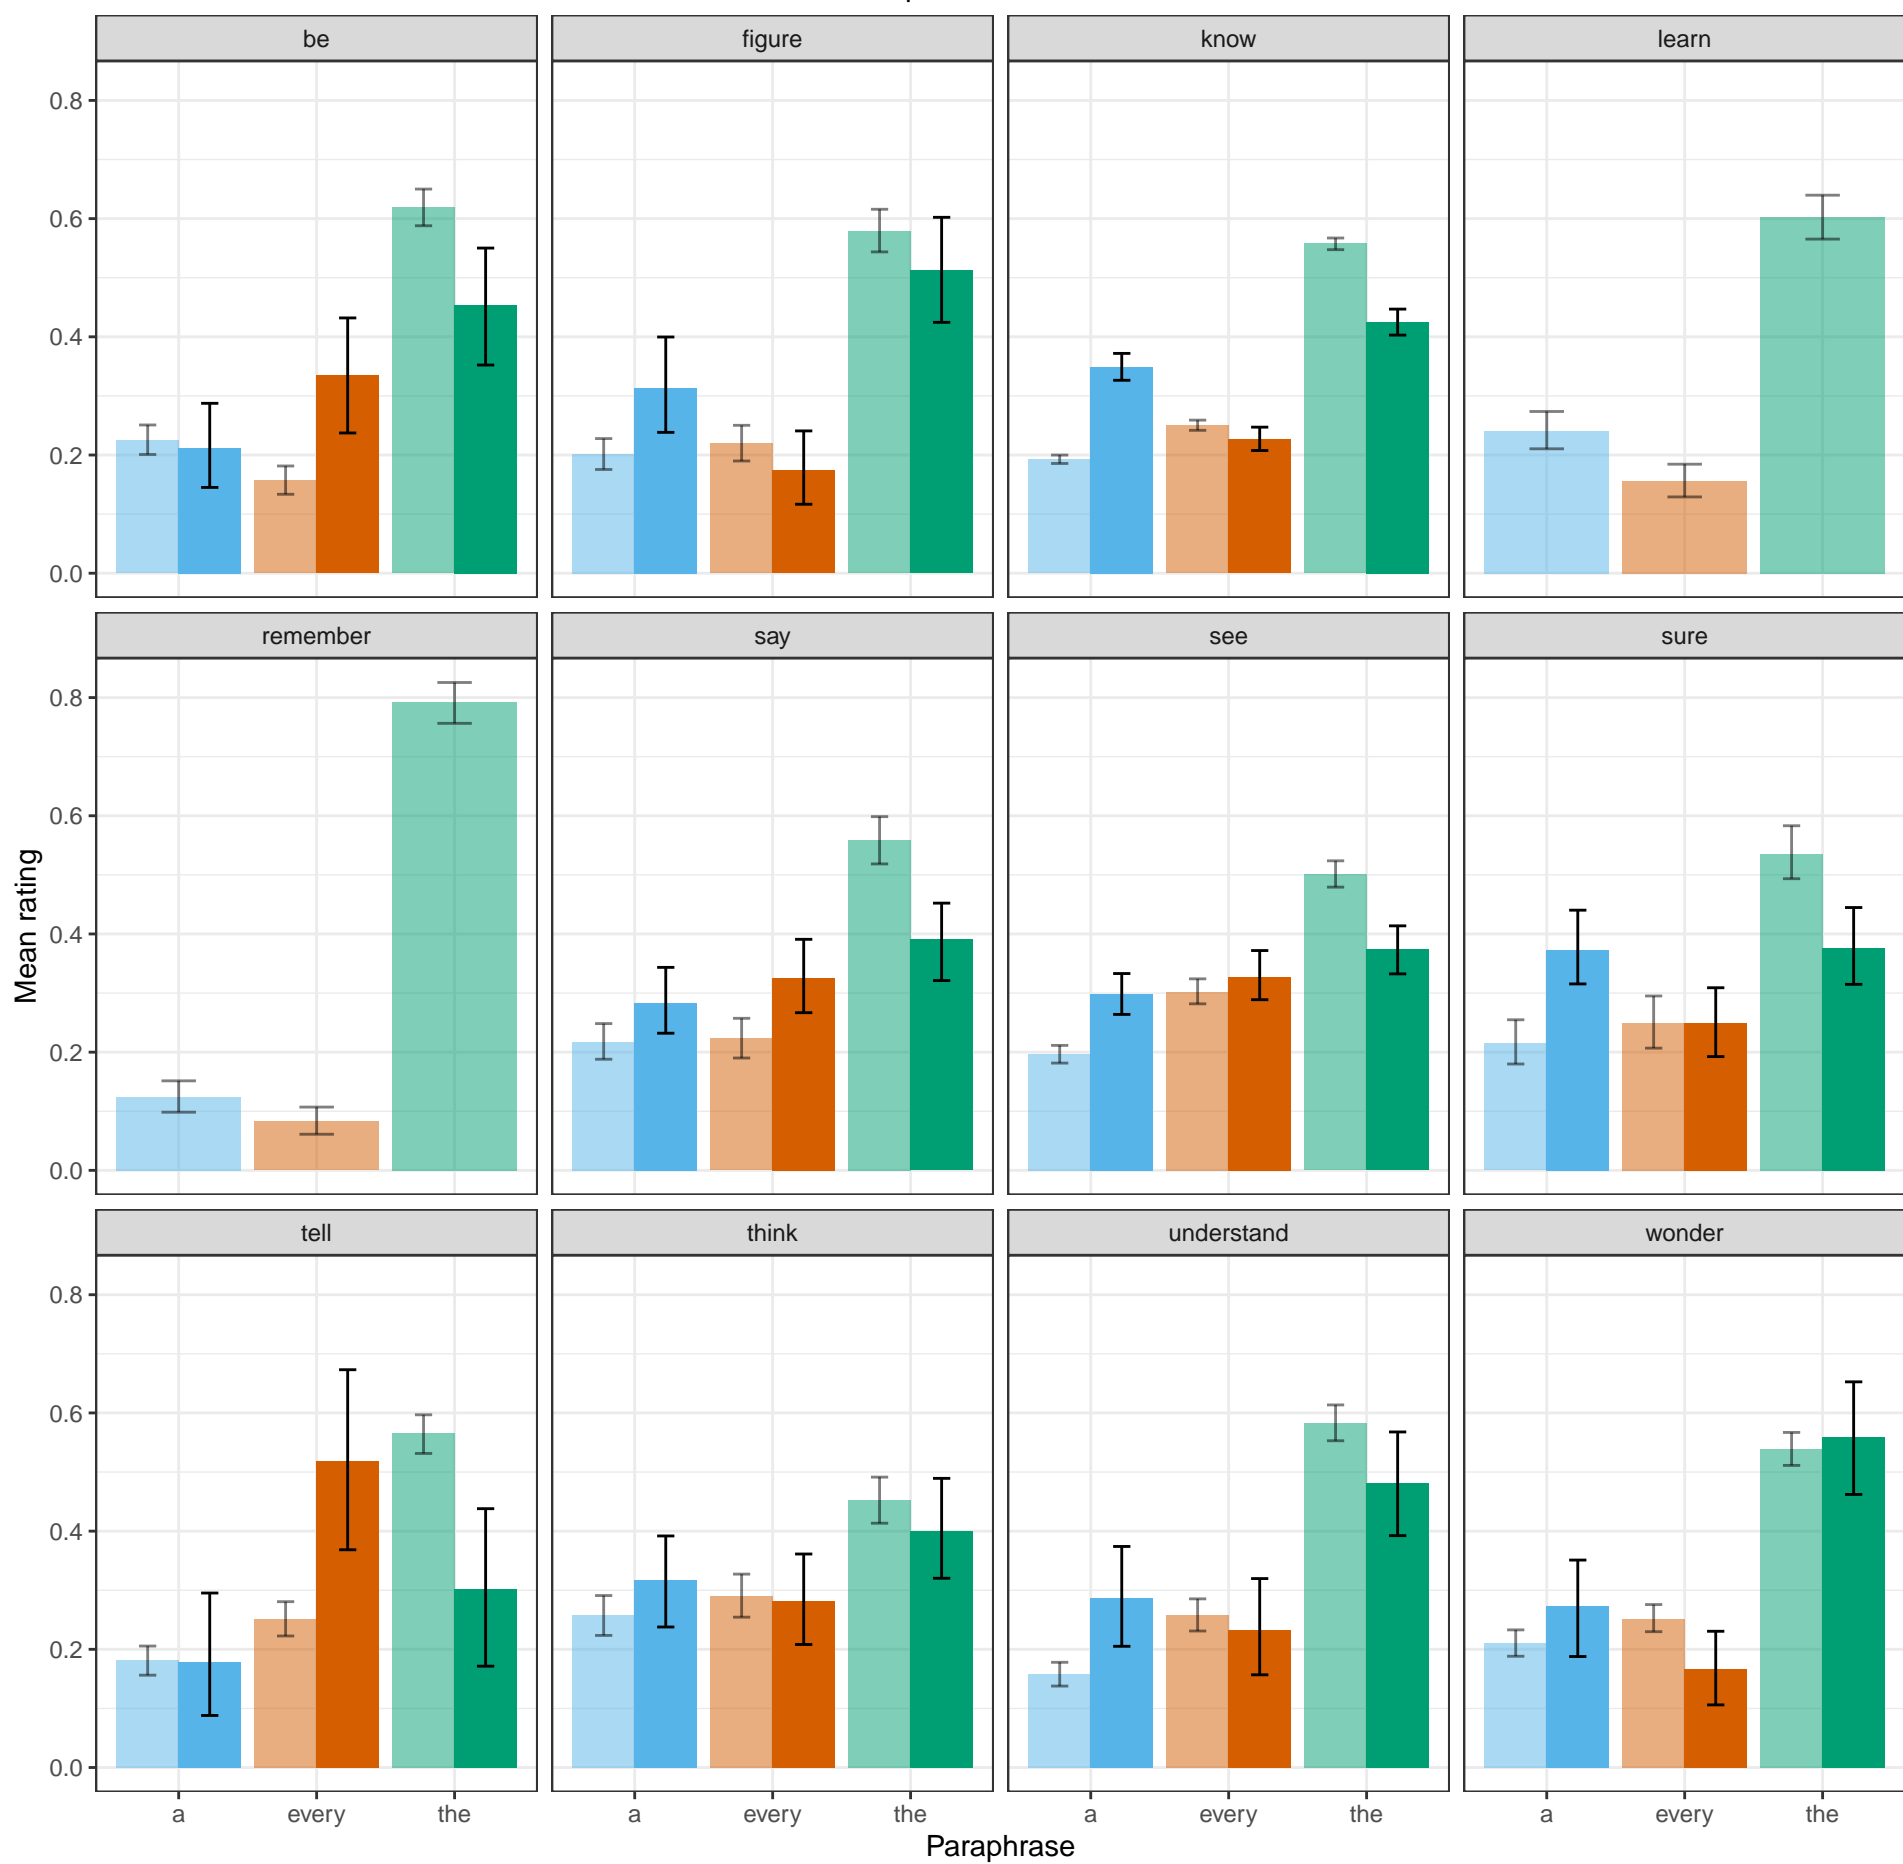 be figure know learn
0.8
0.6
0.4
0.2
0.0
remember say see sure
0.8
0.6
0.4
0.2
0.0
Mean rating
tell think understand wonder
0.8
0.6
0.4
0.2
0.0
a every the a every the a every the a every the
Paraphrase